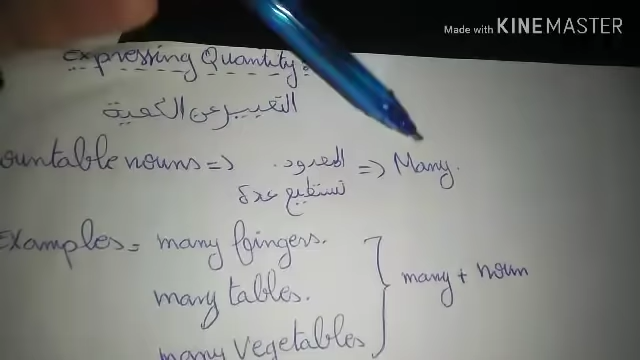 Made with KINEMASTER
Expressing Quantity:
التعبير عن الكمية
ountable nouns => المعدود. => Many.
تستطيع عده
Examples = many fingers.
many tables. many + noun
many vegetables